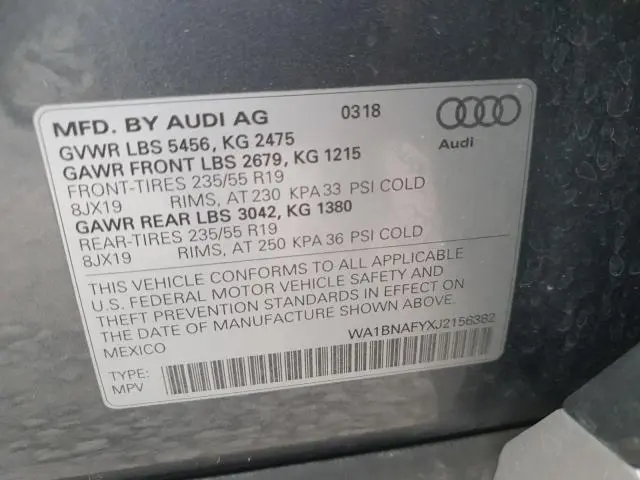 MFD. BY AUDI AG 0318
GVWR LBS 5456, KG 2475
GAWR FRONT LBS 2679, KG 1215
FRONT-TIRES 235/55 R19
8JX19 RIMS, AT 230 KPA 33 PSI COLD
GAWR REAR LBS 3042, KG 1380
REAR-TIRES 235/55 R19
8JX19 RIMS, AT 250 KPA 36 PSI COLD
Audi
THIS VEHICLE CONFORMS TO ALL APPLICABLE
U.S. FEDERAL MOTOR VEHICLE SAFETY AND
THEFT PREVENTION STANDARDS IN EFFECT ON
THE DATE OF MANUFACTURE SHOWN ABOVE.
MEXICO WA1BNAFYXJ2156382
TYPE:
MPV